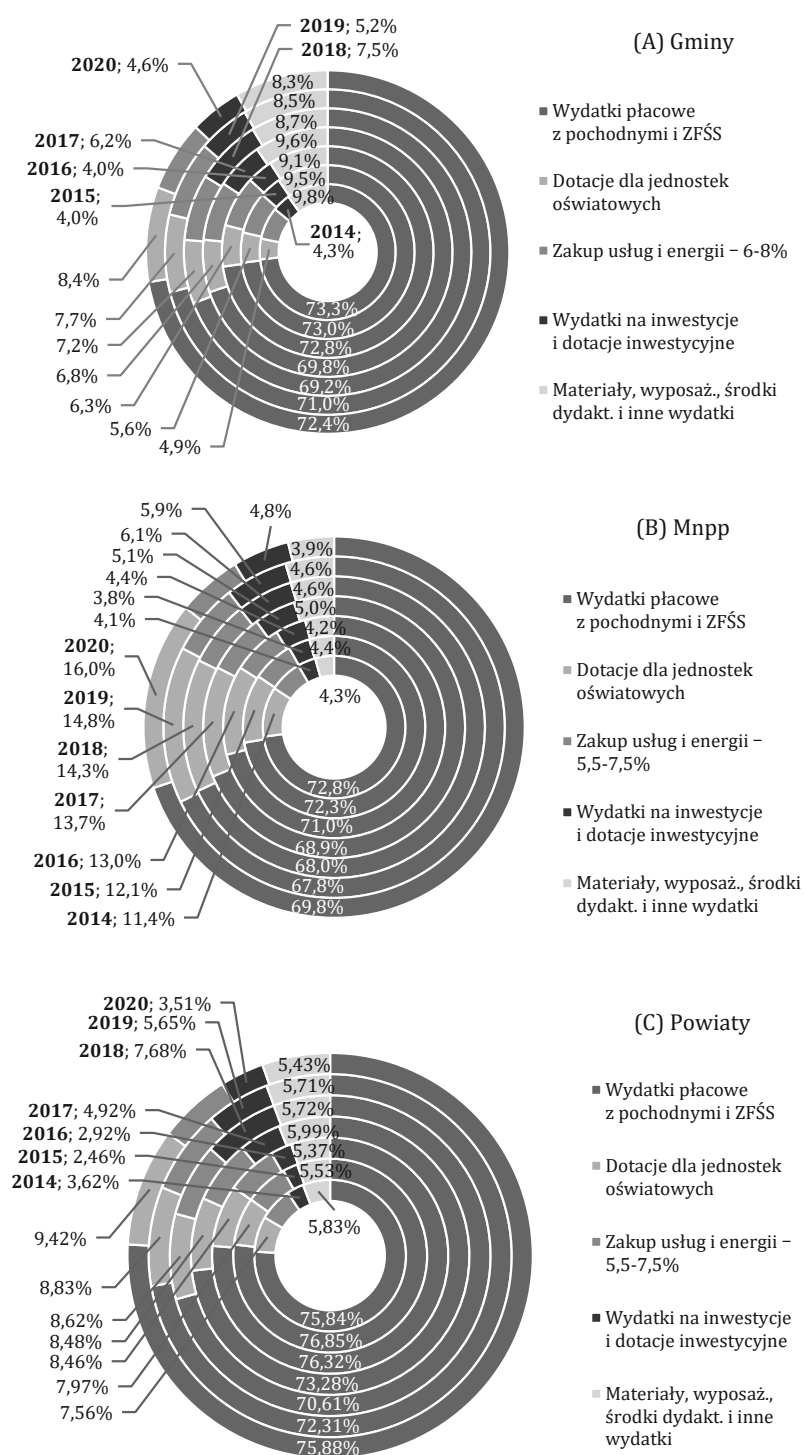 (A) Gminy
2019; 5,2%
2018; 7,5%
2020; 4,6%
2017; 6,2%
2016; 4,0%
2015;
4,0%
2014;
4,3%
8,3%
8,5%
8,7%
9,6%
9,1%
9,5%
9,8%
8,4%
7,7%
7,2%
6,8%
6,3%
5,6%
4,9%
73,3%
73,0%
72,8%
69,8%
69,2%
71,0%
72,4%
Wydatki płacowe
z pochodnymi i ZFŚS
Dotacje dla jednostek
oświatowych
Zakup usług i energii – 6-8%
Wydatki na inwestycje
i dotacje inwestycyjne
Materiały, wyposaż., środki
dydakt. i inne wydatki
(B) Mnpp
5,9%
4,8%
6,1%
5,1%
4,4%
3,8%
4,1%
3,9%
4,6%
4,6%
5,0%
4,2%
4,4%
4,3%
2020;
16,0%
2019;
14,8%
2018;
14,3%
2017;
13,7%
2016; 13,0%
2015; 12,1%
2014; 11,4%
72,8%
72,3%
71,0%
68,9%
68,0%
67,8%
69,8%
Wydatki płacowe
z pochodnymi i ZFŚS
Dotacje dla jednostek
oświatowych
Zakup usług i energii –
5,5-7,5%
Wydatki na inwestycje
i dotacje inwestycyjne
Materiały, wyposaż., środki
dydakt. i inne wydatki
(C) Powiaty
2020; 3,51%
2019; 5,65%
2018; 7,68%
2017; 4,92%
2016; 2,92%
2015; 2,46%
2014; 3,62%
5,43%
5,71%
5,72%
5,99%
5,37%
5,53%
5,83%
9,42%
8,83%
8,62%
8,48%
8,46%
7,97%
7,56%
75,84%
76,85%
76,32%
73,28%
70,61%
72,31%
75,88%
Wydatki płacowe
z pochodnymi i ZFŚS
Dotacje dla jednostek
oświatowych
Zakup usług i energii –
5,5-7,5%
Wydatki na inwestycje
i dotacje inwestycyjne
Materiały, wyposaż.,
środki dydakt. i inne
wydatki